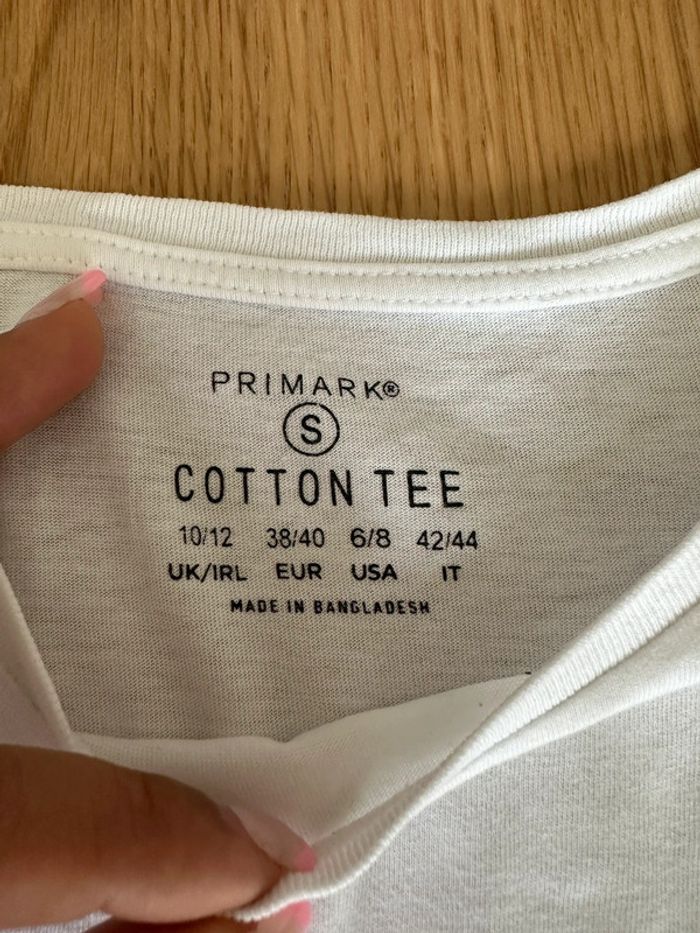 PRIMARK®
S
COTTON TEE
10/12 38/40 6/8 42/44
UK/IRL EUR USA IT
MADE IN BANGLADESH